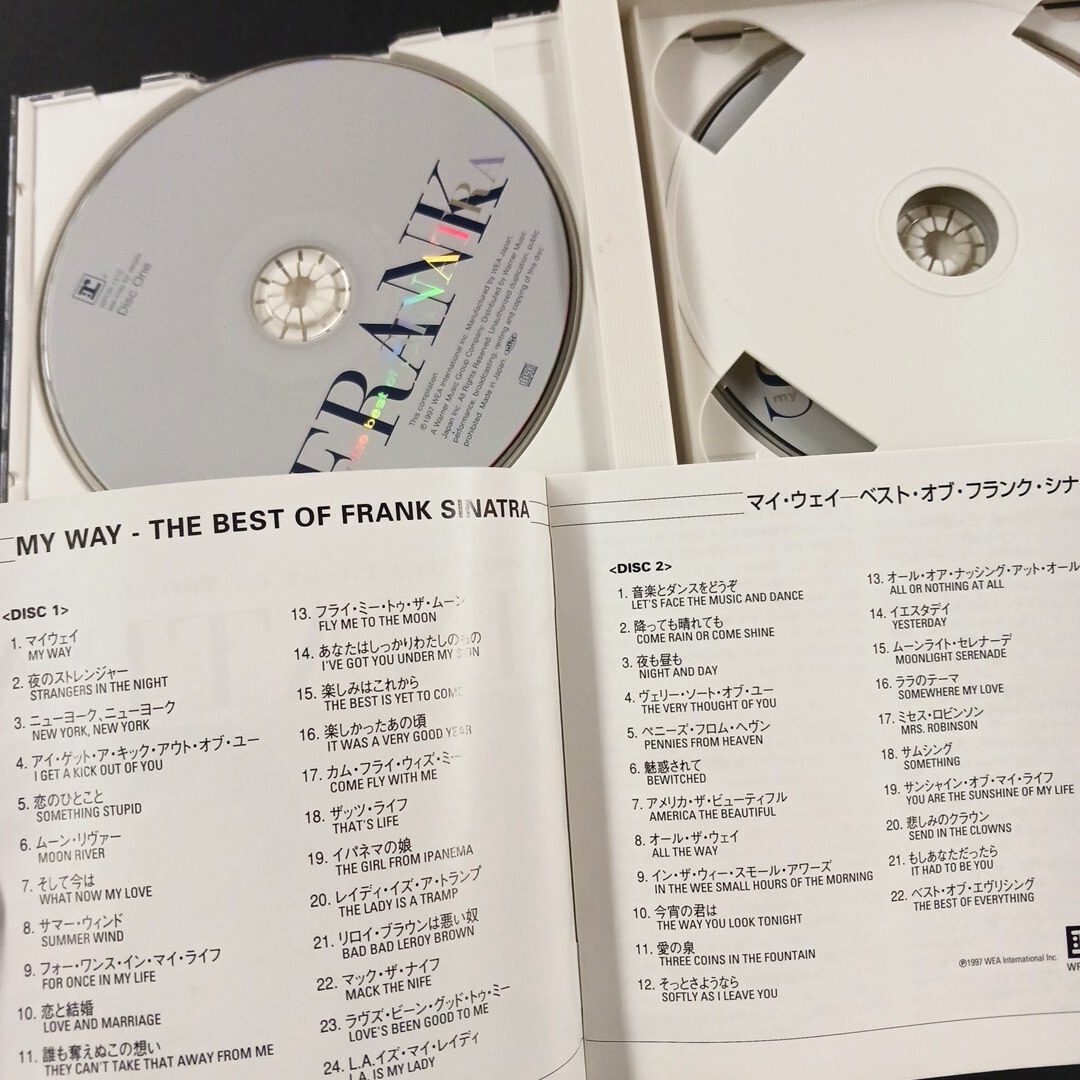 Disc One
FRANK
SINATRA
the best of
This compilation
℗1997 WEA International Inc. Manufactured by WEA Japan,
A Warner Music Group Company. Distributed by Warner Music
Japan Inc. All Rights Reserved. Unauthorized duplication, public
performance, broadcasting, renting and copying of this disc
prohibited. Made in Japan.
my
MY WAY - THE BEST OF FRANK SINATRA
<DISC 1>
1. マイウェイ
MY WAY
2. 夜のストレンジャー
STRANGERS IN THE NIGHT
3. ニューヨーク、ニューヨーク
NEW YORK, NEW YORK
4. アイ・ゲット・ア・キック・アウト・オブ・ユー
I GET A KICK OUT OF YOU
5. 恋のひとこと
SOMETHING STUPID
6. ムーン・リヴァー
MOON RIVER
7. そして今は
WHAT NOW MY LOVE
8. サマー・ウィンド
SUMMER WIND
9. フォー・ワンス・イン・マイ・ライフ
FOR ONCE IN MY LIFE
10. 恋と結婚
LOVE AND MARRIAGE
11. 誰も奪えぬこの想い
THEY CAN'T TAKE THAT AWAY FROM ME
13. フライ・ミー・トゥ・ザ・ムーン
FLY ME TO THE MOON
14. あなたはしっかりわたしのもの
I'VE GOT YOU UNDER MY SKIN
15. 楽しみはこれから
THE BEST IS YET TO COME
16. 楽しかったあの頃
IT WAS A VERY GOOD YEAR
17. カム・フライ・ウィズ・ミー
COME FLY WITH ME
18. ザッツ・ライフ
THAT'S LIFE
19. イパネマの娘
THE GIRL FROM IPANEMA
20. レイディ・イズ・ア・トランプ
THE LADY IS A TRAMP
21. リロイ・ブラウンは悪い奴
BAD BAD LEROY BROWN
22. マック・ザ・ナイフ
MACK THE NIFE
23. ラヴズ・ビーン・グッド・トゥ・ミー
LOVE'S BEEN GOOD TO ME
24. L.A.イズ・マイ・レイディ
L.A. IS MY LADY
マイ・ウェイ―ベスト・オブ・フランク・シナ
<DISC 2>
1. 音楽とダンスをどうぞ
LET'S FACE THE MUSIC AND DANCE
2. 降っても晴れても
COME RAIN OR COME SHINE
3. 夜も昼も
NIGHT AND DAY
4. ヴェリー・ソート・オブ・ユー
THE VERY THOUGHT OF YOU
5. ペニーズ・フロム・ヘヴン
PENNIES FROM HEAVEN
6. 魅惑されて
BEWITCHED
7. アメリカ・ザ・ビューティフル
AMERICA THE BEAUTIFUL
8. オール・ザ・ウェイ
ALL THE WAY
9. イン・ザ・ウィー・スモール・アワーズ
IN THE WEE SMALL HOURS OF THE MORNING
10. 今宵の君は
THE WAY YOU LOOK TONIGHT
11. 愛の泉
THREE COINS IN THE FOUNTAIN
12. そっとさようなら
SOFTLY AS I LEAVE YOU
13. オール・オア・ナッシング・アット・オール
ALL OR NOTHING AT ALL
14. イエスタデイ
YESTERDAY
15. ムーンライト・セレナーデ
MOONLIGHT SERENADE
16. ララのテーマ
SOMEWHERE MY LOVE
17. ミセス・ロビンソン
MRS. ROBINSON
18. サムシング
SOMETHING
19. サンシャイン・オブ・マイ・ライフ
YOU ARE THE SUNSHINE OF MY LIFE
20. 悲しみのクラウン
SEND IN THE CLOWNS
21. もしあなただったら
IT HAD TO BE YOU
22. ベスト・オブ・エヴリシング
THE BEST OF EVERYTHING
℗1997 WEA International Inc.